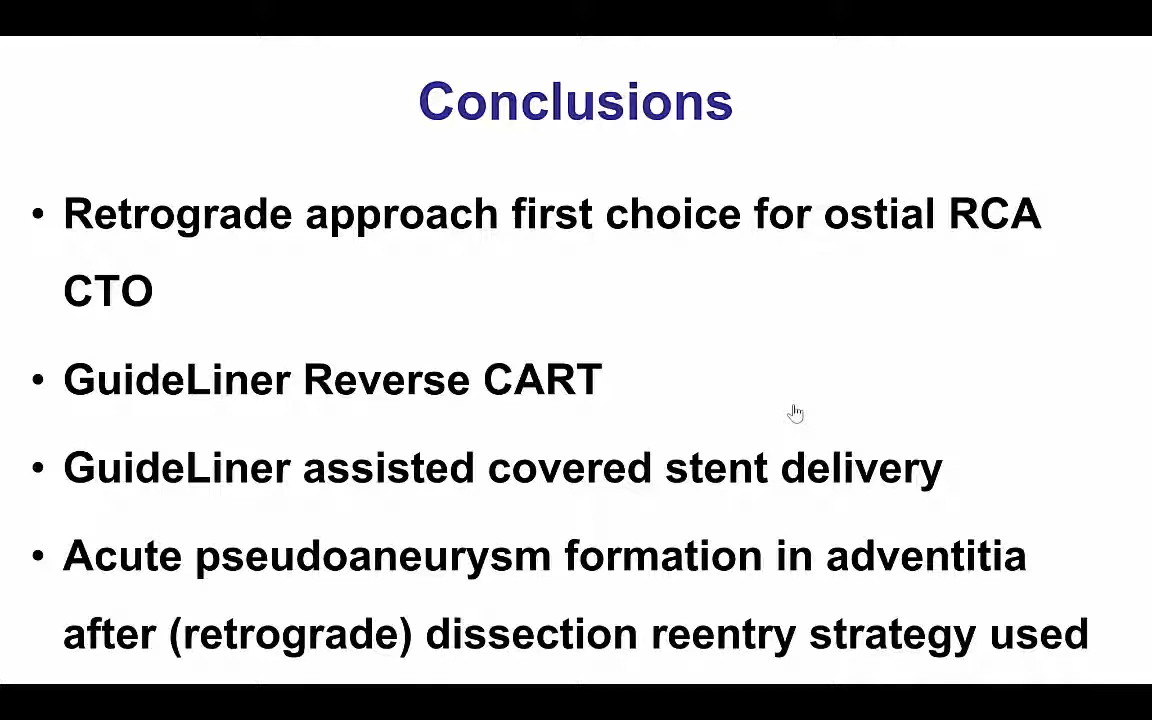 Conclusions
• Retrograde approach first choice for ostial RCA
CTO
• GuideLiner Reverse CART
• GuideLiner assisted covered stent delivery
• Acute pseudoaneurysm formation in adventitia
after (retrograde) dissection reentry strategy used